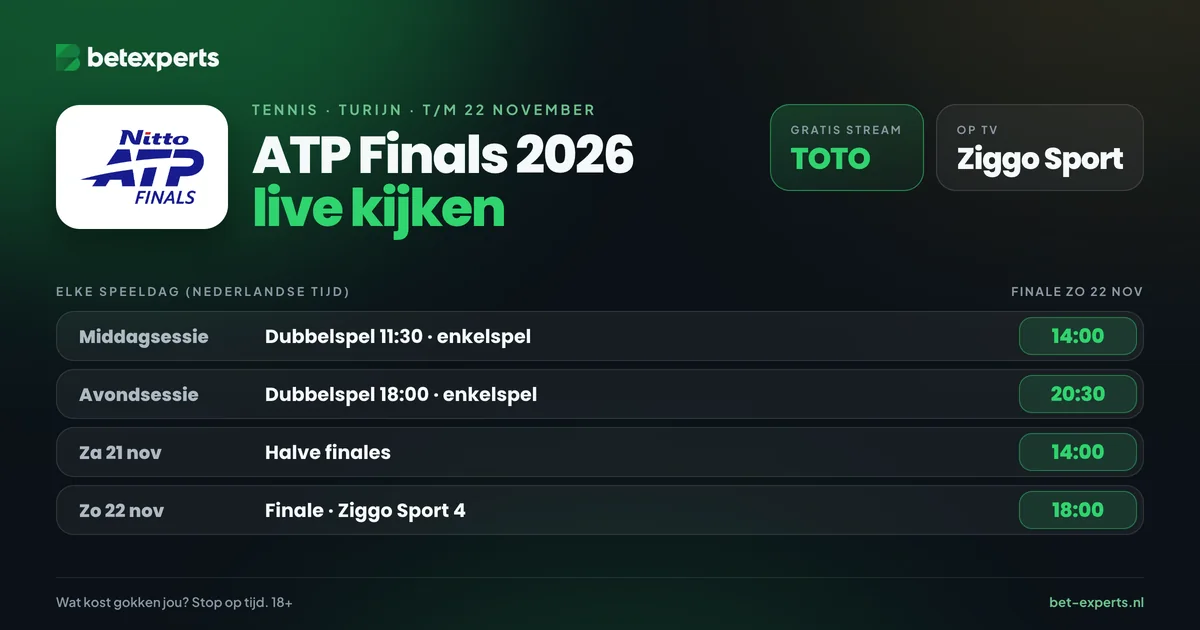 betexperts
Nitto
ATP
FINALS
TENNIS · TURIJN · T/M 22 NOVEMBER
ATP Finals 2026
live kijken
GRATIS STREAM
TOTO
OP TV
Ziggo Sport
ELKE SPEELDAG (NEDERLANDSE TIJD)
FINALE ZO 22 NOV
Middagsessie Dubbelspel 11:30 · enkelspel 14:00
Avondsessie Dubbelspel 18:00 · enkelspel 20:30
Za 21 nov Halve finales 14:00
Zo 22 nov Finale · Ziggo Sport 4 18:00
Wat kost gokken jou? Stop op tijd. 18+
bet-experts.nl